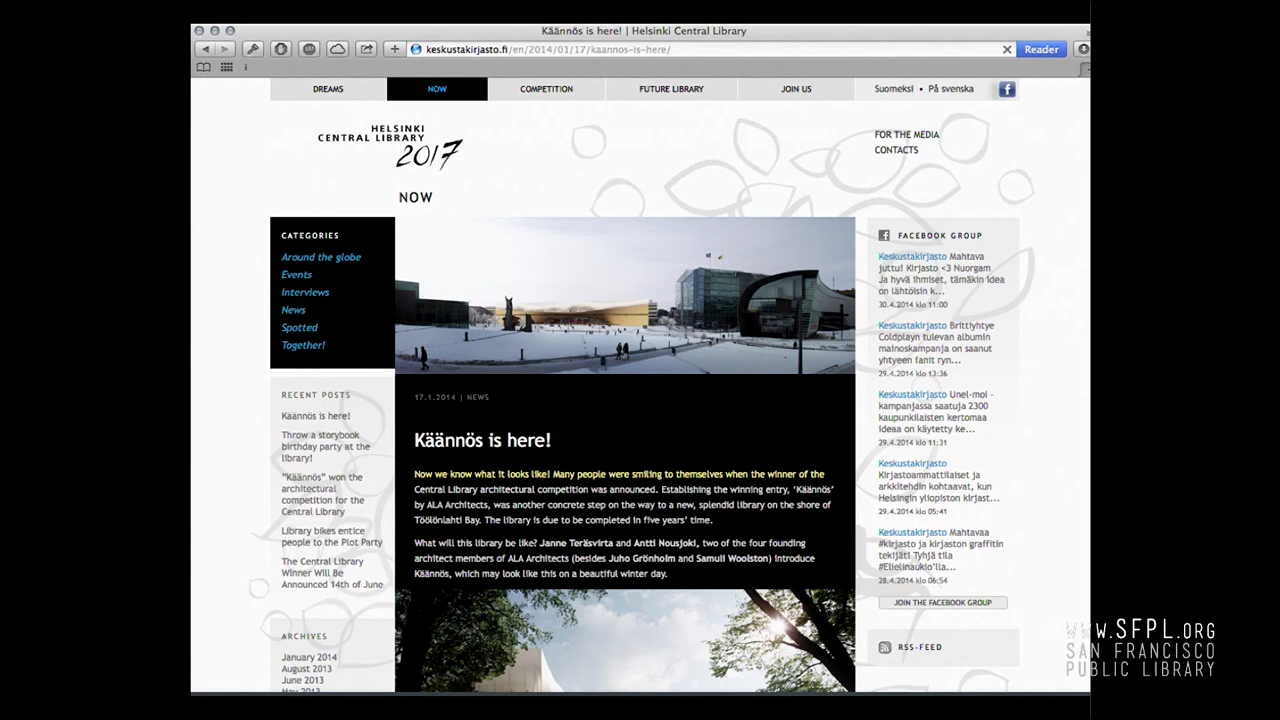 Käännös is here! | Helsinki Central Library
keskustakirjasto.fi/en/2014/01/17/kaannos-is-here/
Reader
DREAMS
NOW
COMPETITION
FUTURE LIBRARY
JOIN US
Suomeksi • På svenska
HELSINKI
CENTRAL LIBRARY
2017
FOR THE MEDIA
CONTACTS
NOW
CATEGORIES
Around the globe
Events
Interviews
News
Spotted
Together!
RECENT POSTS
Käännös is here!
Throw a storybook
birthday party at the
library!
"Käännös" won the
architectural
competition for the
Central Library
Library bikes entice
people to the Plot Party
The Central Library
Winner Will Be
Announced 14th of June
ARCHIVES
January 2014
August 2013
June 2013
May 2013
17.1.2014 | NEWS
Käännös is here!
Now we know what it looks like! Many people were smiling to themselves when the winner of the
Central Library architectural competition was announced. Establishing the winning entry, ‘Käännös’
by ALA Architects, was another concrete step on the way to a new, splendid library on the shore of
Töölönlahti Bay. The library is due to be completed in five years’ time.
What will this library be like? Janne Teräsvirta and Antti Nousjoki, two of the four founding
architect members of ALA Architects (besides Juho Grönholm and Samuli Woolston) introduce
Käännös, which may look like this on a beautiful winter day.
FACEBOOK GROUP
Keskustakirjasto Mahtava
juttu! Kirjasto <3 Nuorgam
Ja hyvä ihmiset, tämäkin idea
on lähtöisin k...
30.4.2014 klo 11:00
Keskustakirjasto Brittiyhtye
Coldplayn tulevan albumin
mainoskampanja on saanut
yhtyeen fanit ryn...
29.4.2014 klo 13:36
Keskustakirjasto Unel-moi -
kampanjassa saatuja 2300
kaupunkilaisten kertomaa
ideaa on käytetty ke...
29.4.2014 klo 11:31
Keskustakirjasto
Kirjastoammattilaiset ja
arkkitehdin kohtaavat, kun
Helsingin yliopiston kirjast...
29.4.2014 klo 05:41
Keskustakirjasto Mahtavaa
#kirjasto ja kirjaston graffitin
tekijät! Tyhjä tila
#Elielinaukio'lla...
28.4.2014 klo 06:54
JOIN THE FACEBOOK GROUP
RSS-FEED
WWW.SFPL.ORG
SAN FRANCISCO
PUBLIC LIBRARY